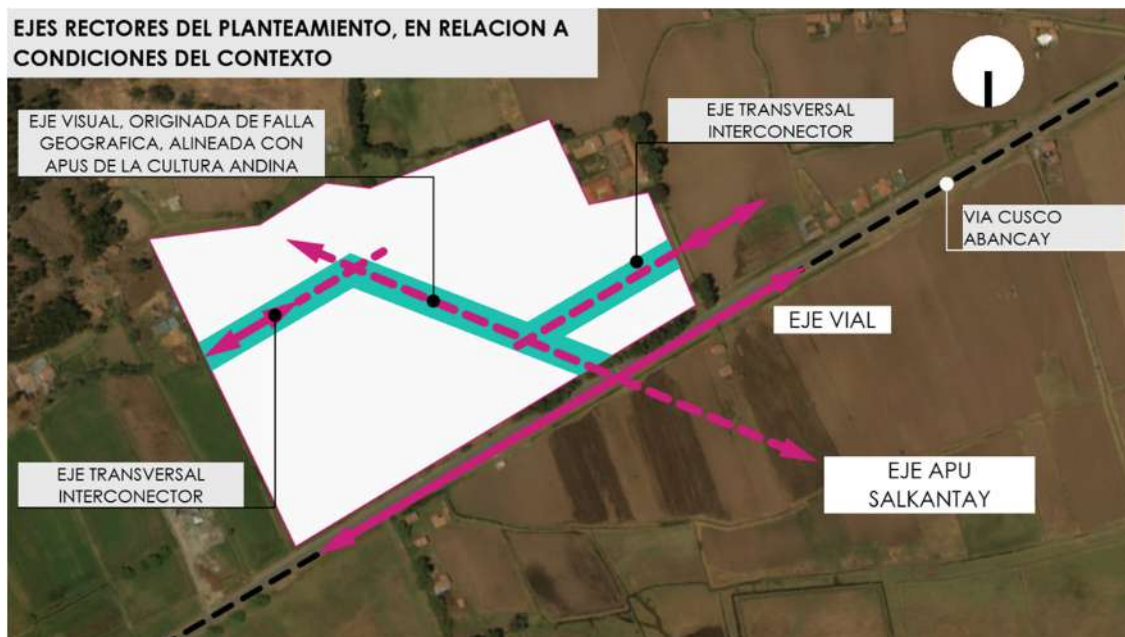 EJES RECTORES DEL PLANTEAMIENTO, EN RELACION A
CONDICIONES DEL CONTEXTO
EJE VISUAL, ORIGINADA DE FALLA
GEOGRAFICA, ALINEADA CON
APUS DE LA CULTURA ANDINA
EJE TRANSVERSAL
INTERCONECTOR
VIA CUSCO
ABANCAY
EJE VIAL
EJE TRANSVERSAL
INTERCONECTOR
EJE APU
SALKANTAY